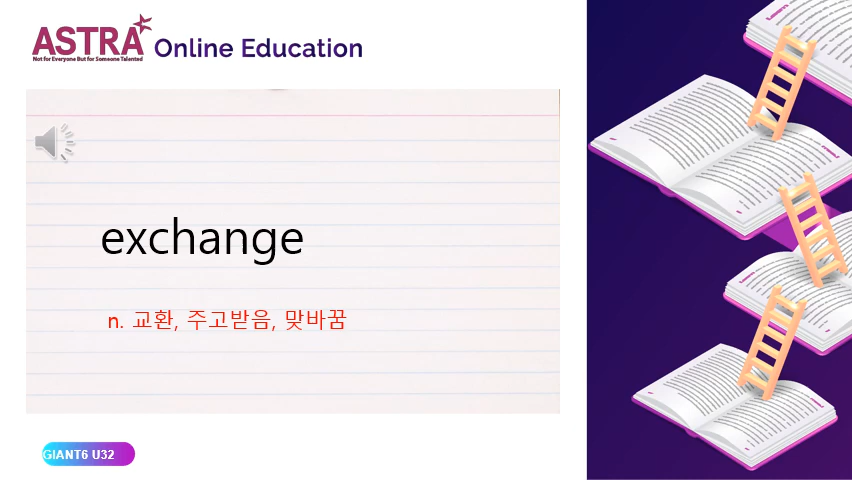 ASTRA
Not for Everyone But for Someone Talented
Online Education
exchange
n. 교환, 주고받음, 맞바꿈
GIANT6 U32